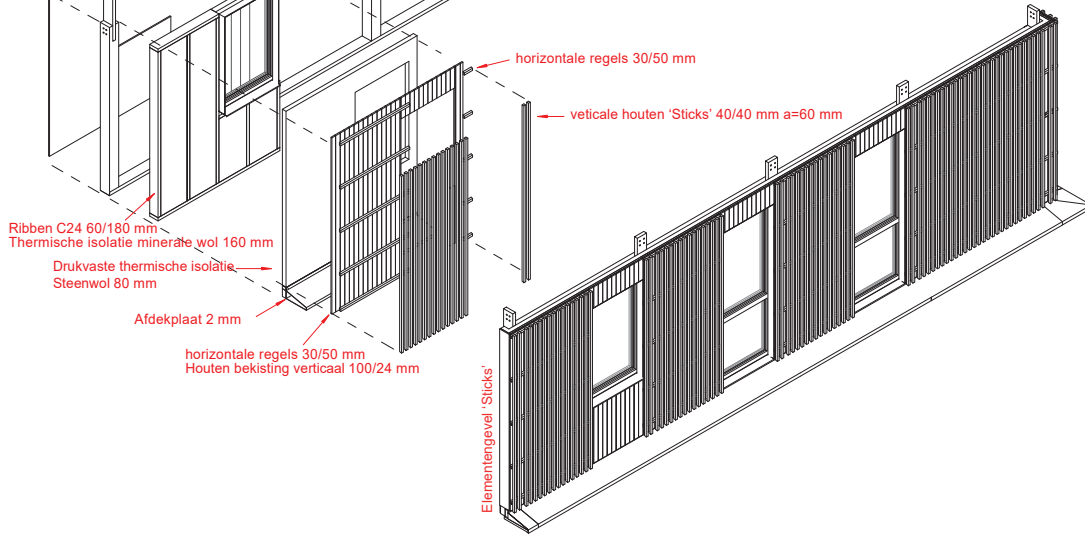 horizontale regels 30/50 mm
veticale houten ‘Sticks’ 40/40 mm a=60 mm
Ribben C24 60/180 mm
Thermische isolatie minerale wol 160 mm
Drukvaste thermische isolatie
Steenwol 80 mm
Afdekplaat 2 mm
horizontale regels 30/50 mm
Houten bekisting verticaal 100/24 mm
Elementengevel ‘Sticks’